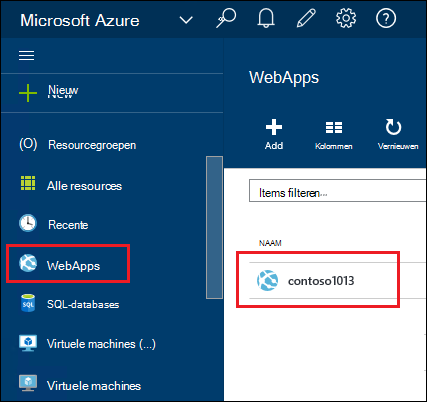 Microsoft Azure
Nieuw
New
(O) Resourcegroepen
Alle resources
Recente
WebApps
SQL-databases
Virtuele machines (...)
Virtuele machines
WebApps
Add
Kolommen
Vernieuwen
Items filteren...
NAAM
contoso1013